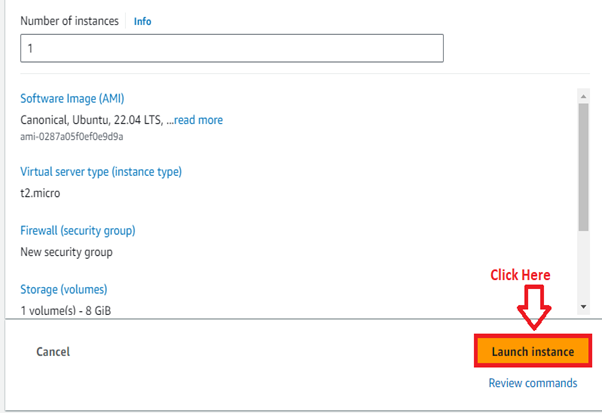 Number of instances Info
1
Software Image (AMI)
Canonical, Ubuntu, 22.04 LTS, ...read more
ami-0287a05f0ef0e9d9a
Virtual server type (instance type)
t2.micro
Firewall (security group)
New security group
Storage (volumes)
1 volume(s) - 8 GiB
Click Here
Cancel
Launch instance
Review commands